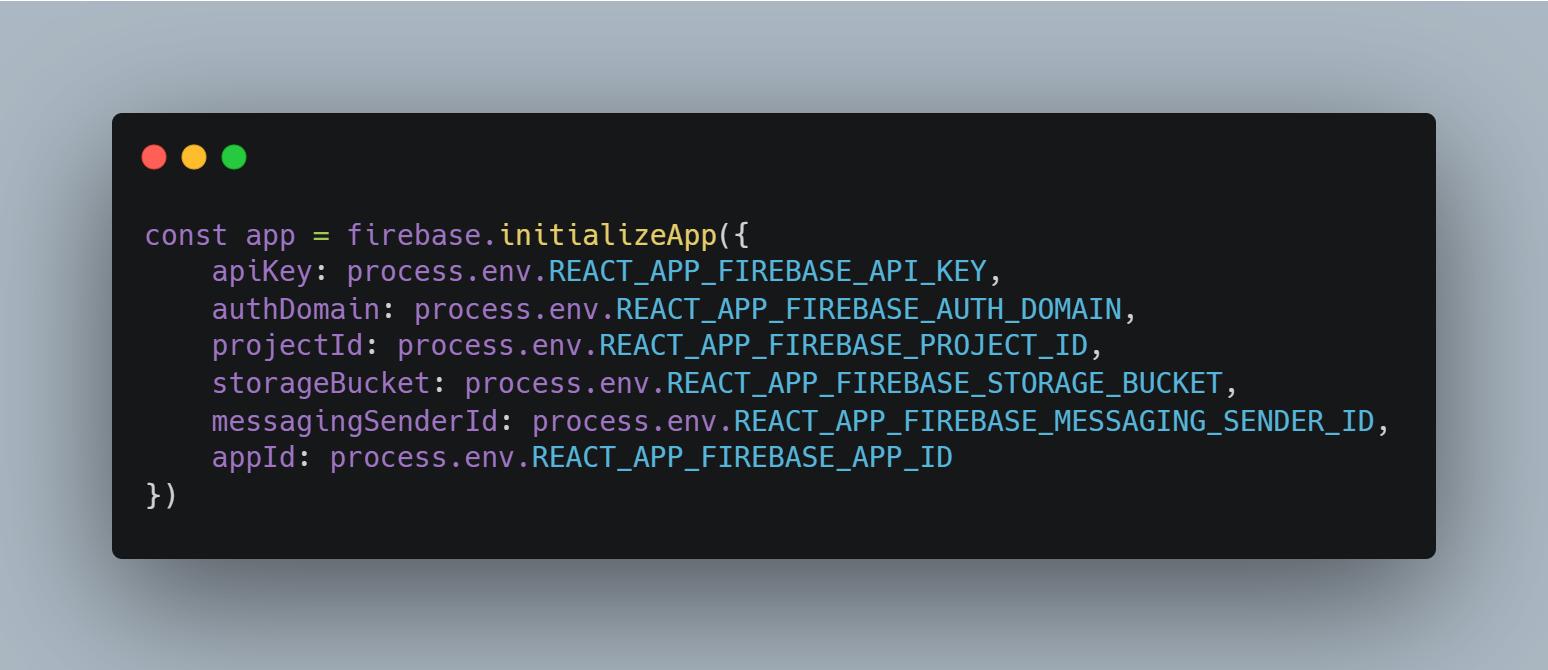 const app = firebase.initializeApp({
    apiKey: process.env.REACT_APP_FIREBASE_API_KEY,
    authDomain: process.env.REACT_APP_FIREBASE_AUTH_DOMAIN,
    projectId: process.env.REACT_APP_FIREBASE_PROJECT_ID,
    storageBucket: process.env.REACT_APP_FIREBASE_STORAGE_BUCKET,
    messagingSenderId: process.env.REACT_APP_FIREBASE_MESSAGING_SENDER_ID,
    appId: process.env.REACT_APP_FIREBASE_APP_ID
})